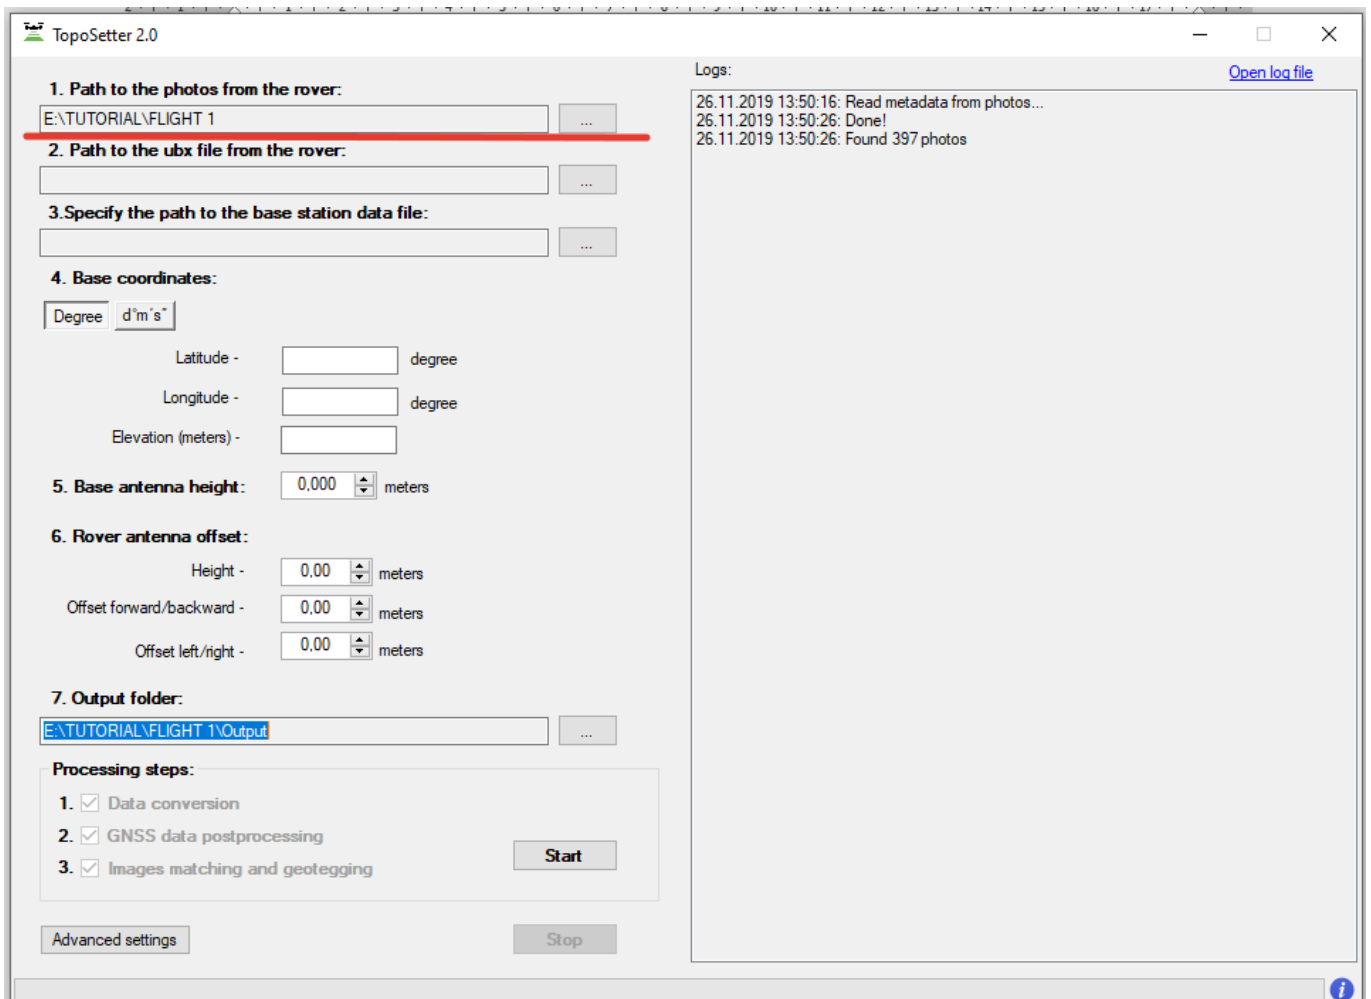 TopoSetter 2.0
1. Path to the photos from the rover:
E:\TUTORIAL\FLIGHT 1
...
2. Path to the ubx file from the rover:
...
3.Specify the path to the base station data file:
...
4. Base coordinates:
Degree d°m's"
Latitude - degree
Longitude - degree
Elevation (meters) -
5. Base antenna height: 0,000 meters
6. Rover antenna offset:
Height - 0,00 meters
Offset forward/backward - 0,00 meters
Offset left/right - 0,00 meters
7. Output folder:
E:\TUTORIAL\FLIGHT 1\Output
...
Processing steps:
1. Data conversion
2. GNSS data postprocessing
3. Images matching and geotegging
Start
Advanced settings
Stop
Logs:
Open log file
26.11.2019 13:50:16: Read metadata from photos...
26.11.2019 13:50:26: Done!
26.11.2019 13:50:26: Found 397 photos